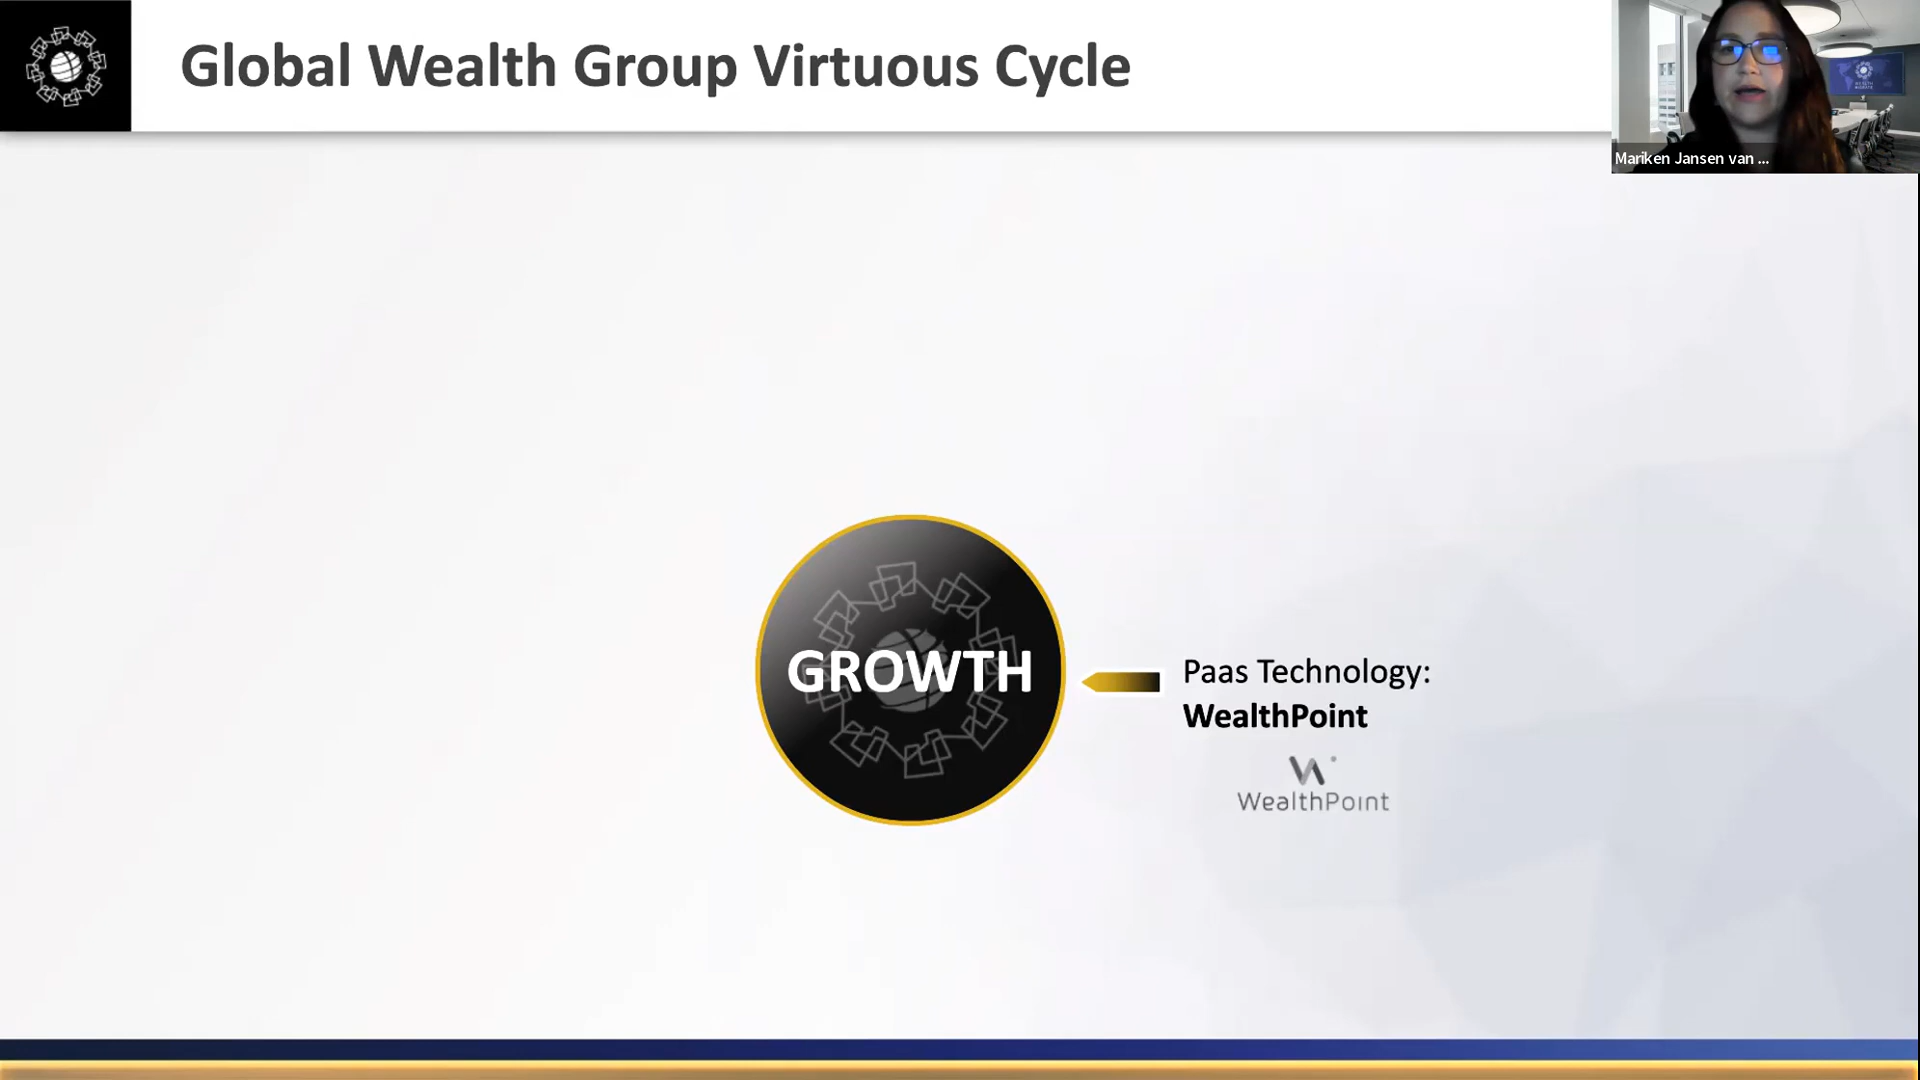 Global Wealth Group Virtuous Cycle
Mariken Jansen van ...
GROWTH
Paas Technology:
WealthPoint
WealthPoint